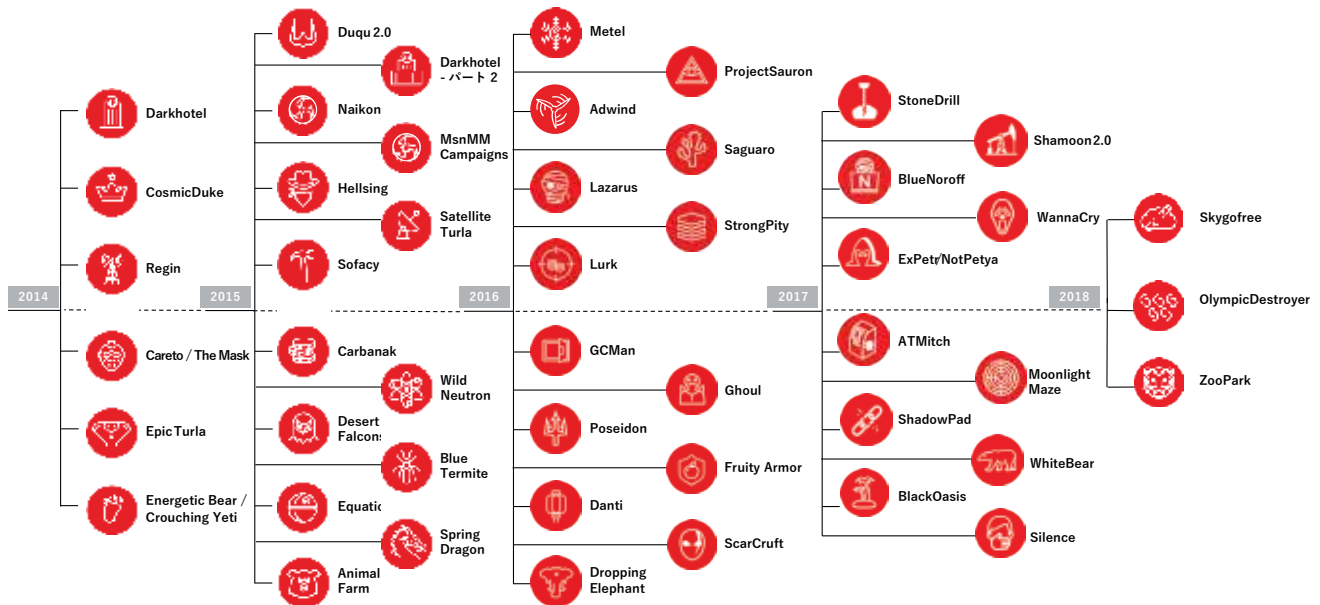 2014
Darkhotel
CosmicDuke
Regin
Careto / The Mask
Epic Turla
Energetic Bear /
Crouching Yeti
2015
Duqu 2.0
Darkhotel
- パート 2
Naikon
MsnMM
Campaigns
Hellsing
Satellite
Turla
Sofacy
Carbanak
Wild
Neutron
Desert
Falcons
Blue
Termite
Equatic
Spring
Dragon
Animal
Farm
2016
Metel
ProjectSauron
Adwind
Saguaro
Lazarus
StrongPity
Lurk
GCMan
Ghoul
Poseidon
Fruity Armor
Danti
ScarCruft
Dropping
Elephant
2017
StoneDrill
Shamoon2.0
BlueNoroff
N
WannaCry
ExPetr/NotPetya
ATMitch
Moonlight
Maze
ShadowPad
WhiteBear
BlackOasis
Silence
2018
Skygofree
OlympicDestroyer
ZooPark